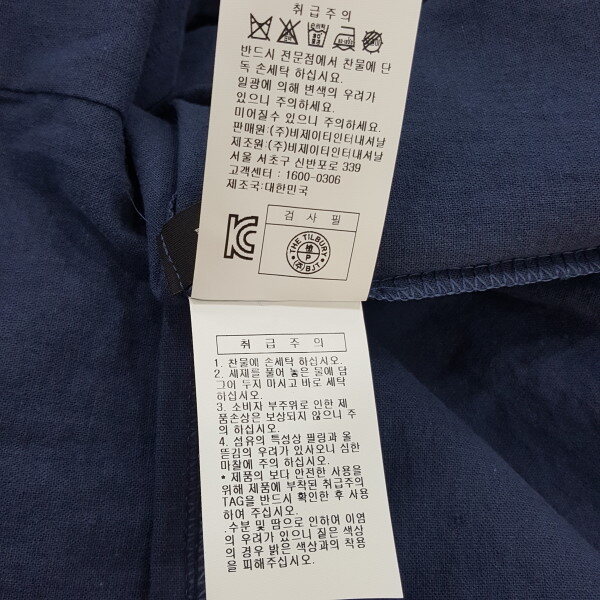 취급주의
반드시 전문점에서 찬물에 단
독 손세탁 하십시요.
일광에 의해 변색의 우려가
있으니 주의하세요.
미어질수 있으니 주의하세요.
판매원:(주)비제이티인터내셔날
제조원:(주)비제이티인터내셔날
서울 서초구 신반포로 339
고객센터 : 1600-0306
제조국:대한민국
검 사 필
THE TILBURY
檢
P
(주)BJT
취 급 주 의
1. 찬물에 손세탁 하십시오.
2. 세제를 풀어 놓은 물에 담
그어 두지 마시고 바로 세탁
하십시오.
3. 소비자 부주위로 인한 제
품손상은 보상되지 않으니 주
의 하십시오.
4. 섬유의 특성상 필링과 올
뜯김의 우려가 있사오니 심한
마찰에 주의 하십시오.
* 제품의 보다 안전한 사용을
위해 제품에 부착된 취급주의
TAG를 반드시 확인한 후 사용
하여 주십시오.
.수분 및 땀으로 인하여 이염
의 우려가 있으니 짙은 색상
의 경우 밝은 색상과의 착용
을 피해주십시오.